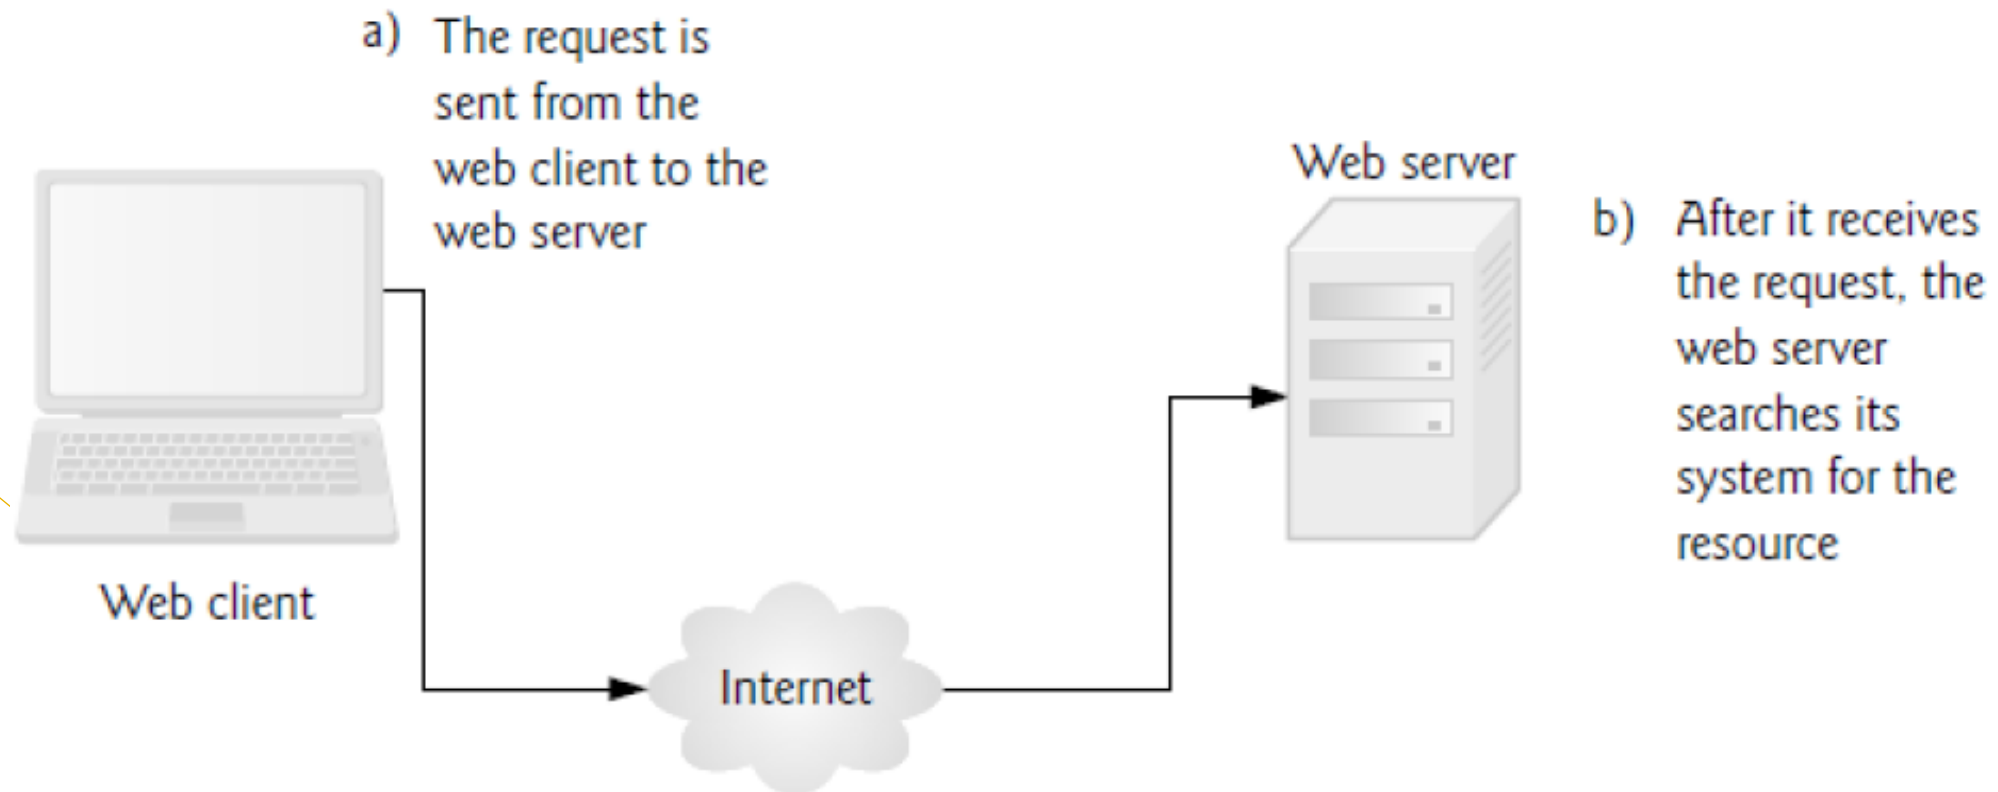 a) The request is
sent from the
web client to the
web server
Web server
b) After it receives
the request, the
web server
searches its
system for the
resource
Web client
Internet